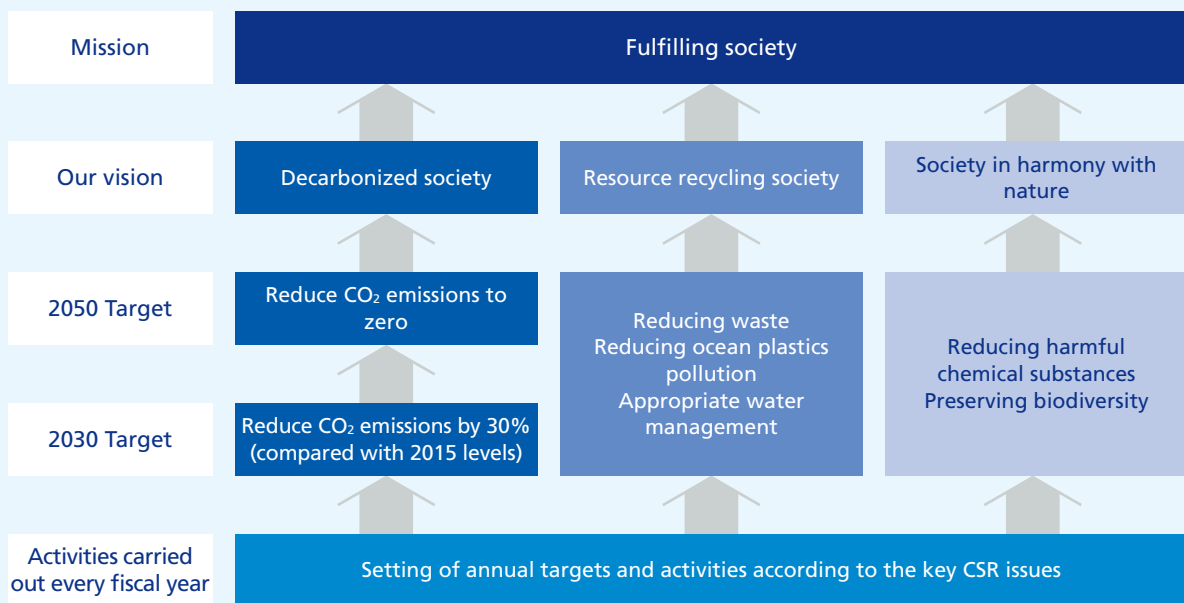 Mission
Fulfilling society
Our vision
Decarbonized society
Resource recycling society
Society in harmony with
nature
2050 Target
Reduce CO₂ emissions to
zero
2030 Target
Reduce CO₂ emissions by 30%
(compared with 2015 levels)
Reducing waste
Reducing ocean plastics
pollution
Appropriate water
management
Reducing harmful
chemical substances
Preserving biodiversity
Activities carried
out every fiscal year
Setting of annual targets and activities according to the key CSR issues